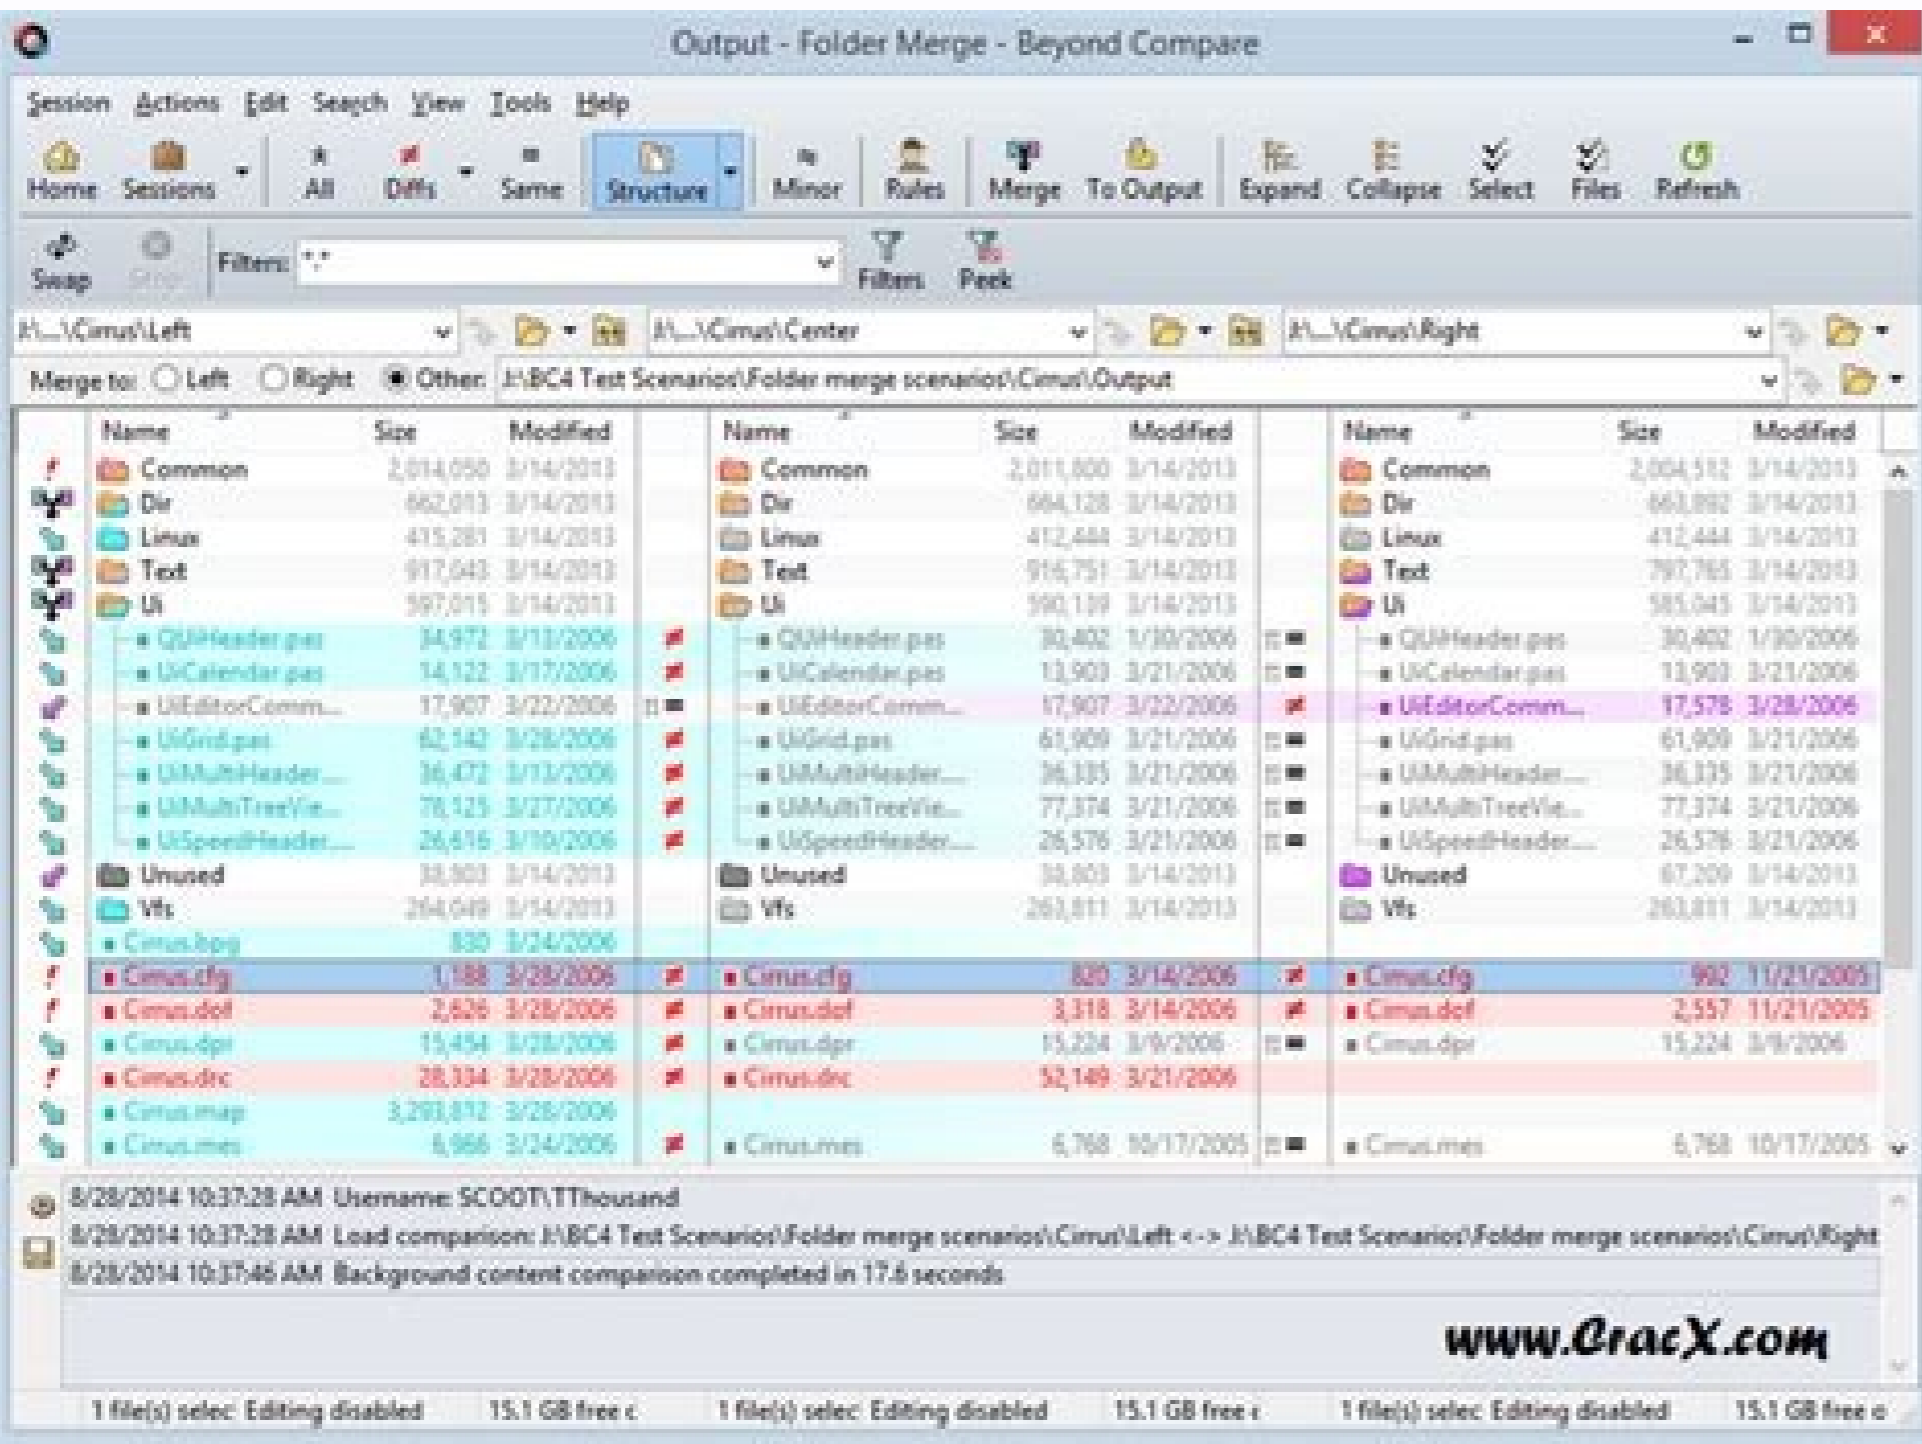 Output - Folder Merge - Beyond Compare
Session Actions Edit Search View Tools Help
Home Sessions All Diffs Same Structure Minor Rules Merge To Output Expand Collapse Select Files Refresh
Swap Stop Filters: *.* Filters Peek
J:\...\Cirrus\Left J:\...\Cirrus\Center J:\...\Cirrus\Right
Merge to: Left Right Other: J:\BC4 Test Scenarios\Folder merge scenarios\Cirrus\Output
Name Size Modified Name Size Modified Name Size Modified
Common 2,014,050 3/14/2013 Common 2,011,800 3/14/2013 Common 2,004,512 3/14/2013
Dir 662,013 3/14/2013 Dir 664,128 3/14/2013 Dir 663,892 3/14/2013
Linux 415,281 3/14/2013 Linux 412,444 3/14/2013 Linux 412,444 3/14/2013
Text 917,043 3/14/2013 Text 916,751 3/14/2013 Text 797,765 3/14/2013
Ui 597,015 3/14/2013 Ui 590,139 3/14/2013 Ui 585,045 3/14/2013
QUiHeader.pas 34,972 3/13/2006 QUiHeader.pas 30,402 1/30/2006 QUiHeader.pas 30,402 1/30/2006
UiCalendar.pas 14,122 3/17/2006 UiCalendar.pas 13,903 3/21/2006 UiCalendar.pas 13,903 3/21/2006
UiEditorComm... 17,907 3/22/2006 UiEditorComm... 17,907 3/22/2006 UiEditorComm... 17,578 3/28/2006
UiGrid.pas 62,142 3/28/2006 UiGrid.pas 61,909 3/21/2006 UiGrid.pas 61,909 3/21/2006
UiMultiHeader.... 36,472 3/13/2006 UiMultiHeader.... 36,335 3/21/2006 UiMultiHeader.... 36,335 3/21/2006
UiMultiTreeVie... 78,125 3/27/2006 UiMultiTreeVie... 77,374 3/21/2006 UiMultiTreeVie... 77,374 3/21/2006
UiSpeedHeader.... 26,616 3/10/2006 UiSpeedHeader.... 26,576 3/21/2006 UiSpeedHeader.... 26,576 3/21/2006
Unused 38,803 3/14/2013 Unused 38,803 3/14/2013 Unused 67,209 3/14/2013
Vfs 264,049 3/14/2013 Vfs 263,811 3/14/2013 Vfs 263,811 3/14/2013
Cirrus.bpg 830 3/24/2006
Cirrus.cfg 1,188 3/28/2006 Cirrus.cfg 820 3/14/2006 Cirrus.cfg 902 11/21/2005
Cirrus.dof 2,626 3/28/2006 Cirrus.dof 3,318 3/14/2006 Cirrus.dof 2,557 11/21/2005
Cirrus.dpr 15,454 3/28/2006 Cirrus.dpr 15,224 3/9/2006 Cirrus.dpr 15,224 3/9/2006
Cirrus.drc 28,334 3/28/2006 Cirrus.drc 52,149 3/21/2006
Cirrus.map 3,293,812 3/28/2006
Cirrus.mes 6,966 3/24/2006 Cirrus.mes 6,768 10/17/2005 Cirrus.mes 6,768 10/17/2005
8/28/2014 10:37:28 AM Username: SCOOT\TThousand
8/28/2014 10:37:28 AM Load comparison: J:\BC4 Test Scenarios\Folder merge scenarios\Cirrus\Left <-> J:\BC4 Test Scenarios\Folder merge scenarios\Cirrus\Right
8/28/2014 10:37:46 AM Background content comparison completed in 17.6 seconds
www.CracX.com
1 file(s) selec Editing disabled 15.1 GB free 1 file(s) selec Editing disabled 15.1 GB free 1 file(s) selec Editing disabled 15.1 GB free